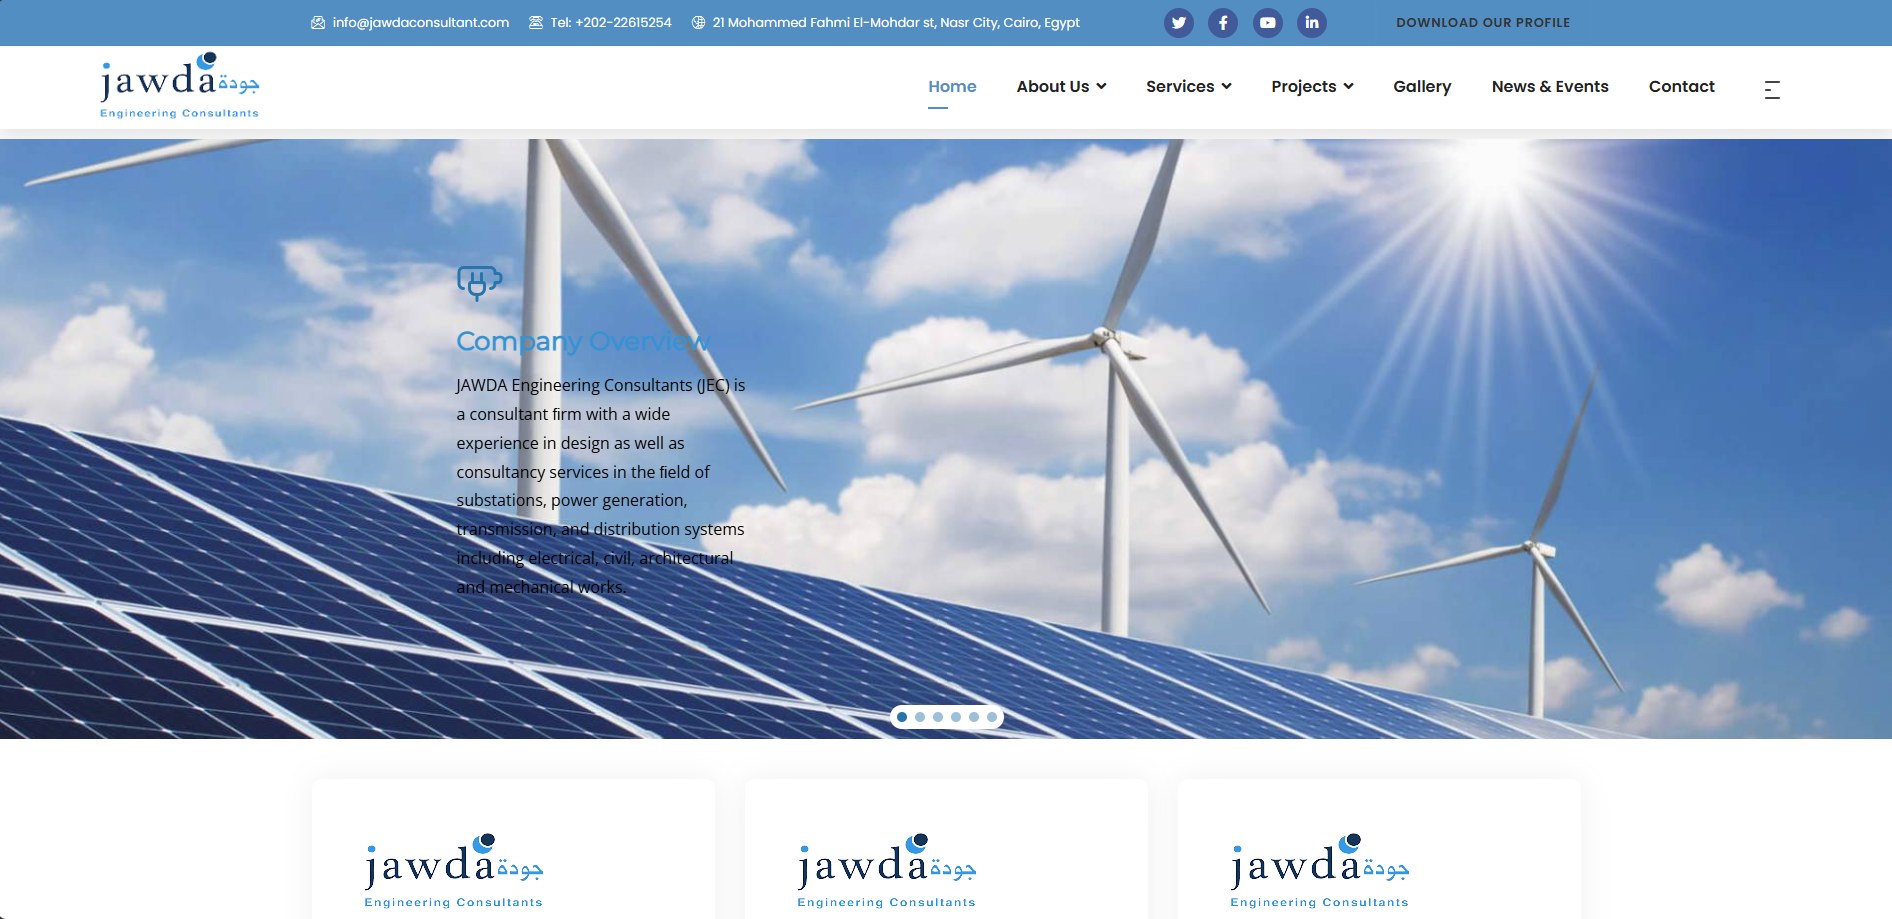 info@jawdaconsultant.com
Tel: +202-22615254
21 Mohammed Fahmi El-Mohdar st, Nasr City, Cairo, Egypt
DOWNLOAD OUR PROFILE
jawda جودة
Engineering Consultants
Home
About Us
Services
Projects
Gallery
News & Events
Contact
Company Overview
JAWDA Engineering Consultants (JEC) is
a consultant firm with a wide
experience in design as well as
consultancy services in the field of
substations, power generation,
transmission, and distribution systems
including electrical, civil, architectural
and mechanical works.
jawda جودة
Engineering Consultants
jawda جودة
Engineering Consultants
jawda جودة
Engineering Consultants